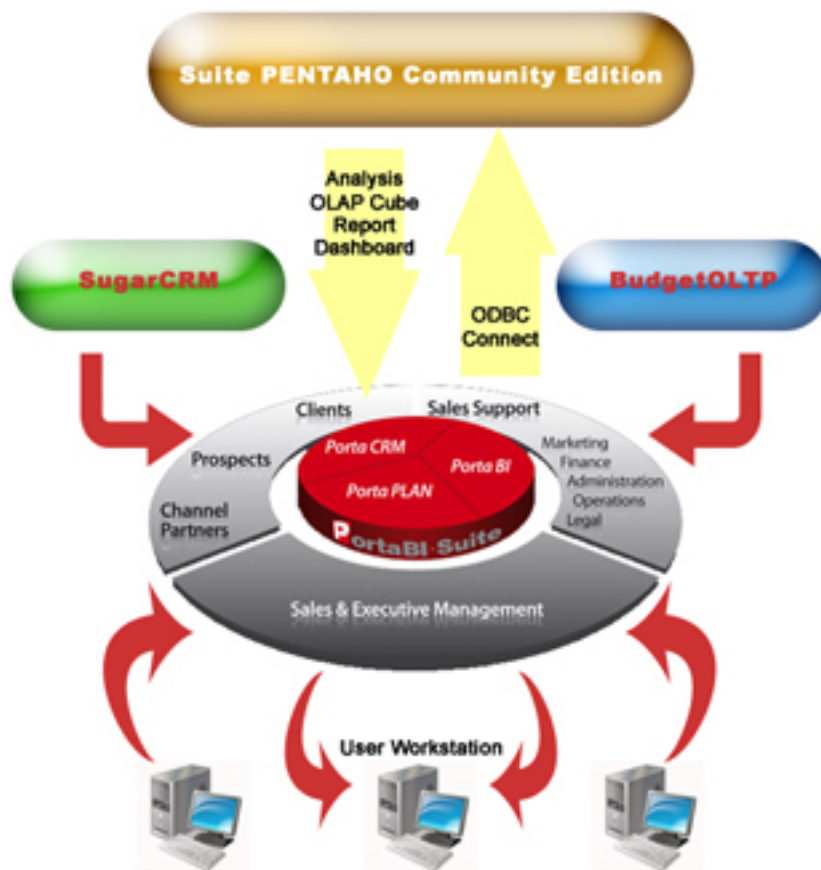 Suite PENTAHO Community Edition
Analysis
OLAP Cube
Report
Dashboard
SugarCRM
BudgetOLTP
ODBC
Connect
Clients
Sales Support
Prospects
Channel
Partners
Porta CRM
Porta BI
Porta PLAN
PortaBI-Suite
Marketing
Finance
Administration
Operations
Legal
Sales & Executive Management
User Workstation